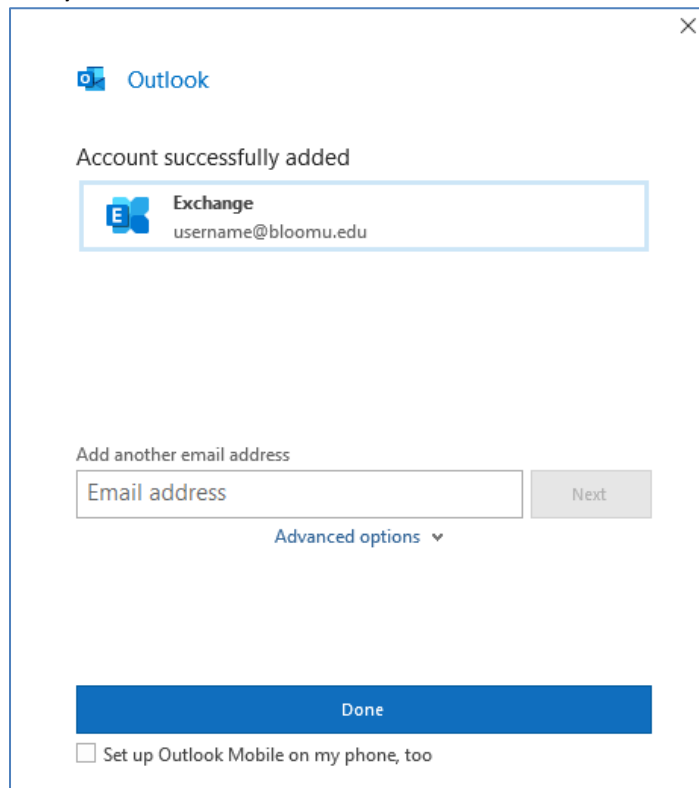 Outlook
Account successfully added
Exchange
username@bloomu.edu
Add another email address
Email address
Next
Advanced options
Done
Set up Outlook Mobile on my phone, too